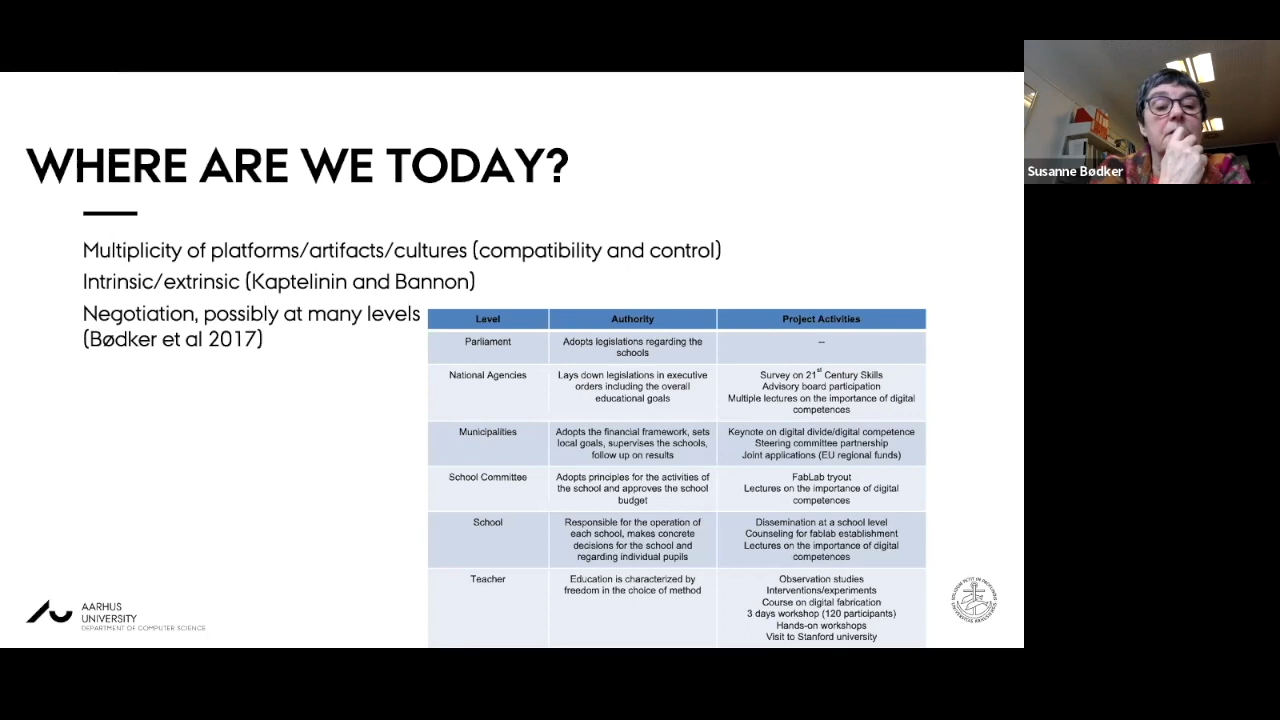 WHERE ARE WE TODAY?
Multiplicity of platforms/artifacts/cultures (compatibility and control)
Intrinsic/extrinsic (Kaptelinin and Bannon)
Negotiation, possibly at many levels
(Bødker et al 2017)
Level Authority Project Activities
Parliament
Adopts legislations regarding the
schools
--
National Agencies
Lays down legislations in executive
orders including the overall
educational goals
Survey on 21st Century Skills
Advisory board participation
Multiple lectures on the importance of digital
competences
Municipalities
Adopts the financial framework, sets
local goals, supervises the schools,
follow up on results
Keynote on digital divide/digital competence
Steering committee partnership
Joint applications (EU regional funds)
School Committee
Adopts principles for the activities of
the school and approves the school
budget
FabLab tryout
Lectures on the importance of digital
competences
School
Responsible for the operation of
each school, makes concrete
decisions for the school and
regarding individual pupils
Dissemination at a school level
Counseling for fablab establishment
Lectures on the importance of digital
competences
Teacher
Education is characterized by
freedom in the choice of method
Observation studies
Interventions/experiments
Course on digital fabrication
3 days workshop (120 participants)
Hands-on workshops
Visit to Stanford university
AARHUS
UNIVERSITY
DEPARTMENT OF COMPUTER SCIENCE
Susanne Bødker